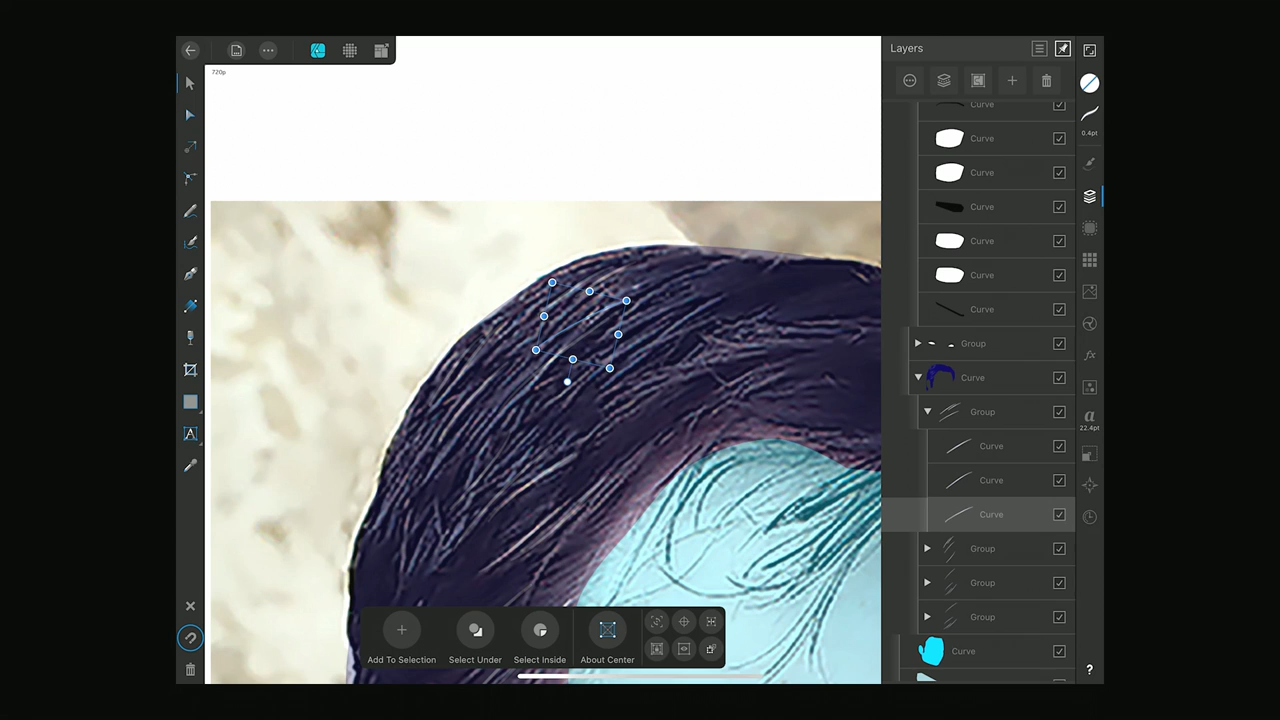 Layers
720p
Curve
0.4pt
Curve
Curve
Curve
Curve
Curve
Curve
Group
fx
Curve
Group
a
22.4pt
Curve
Curve
Curve
Group
Group
Group
Curve
Add To Selection
Select Under
Select Inside
About Center
?